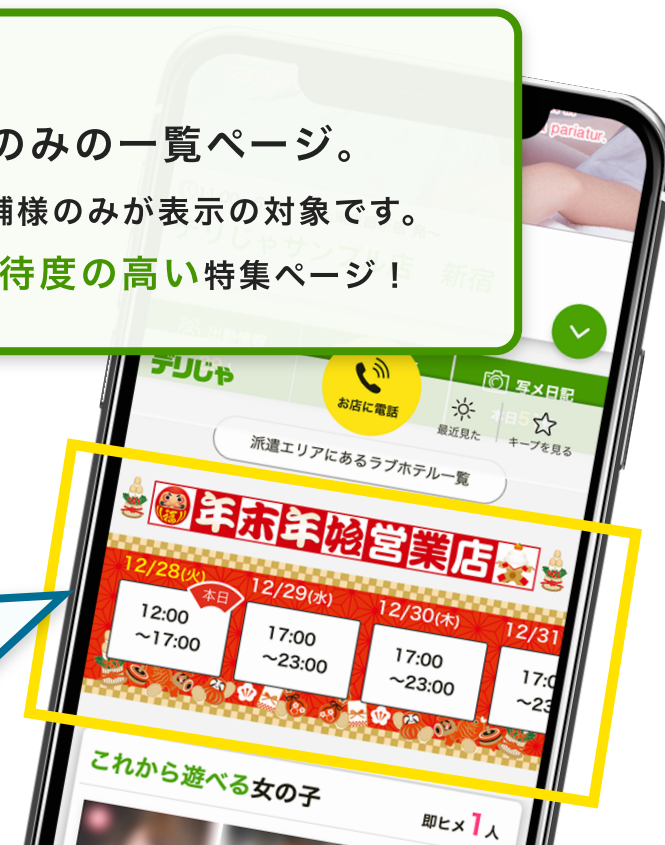 のみの一覧ページ。
舗様のみが表示の対象です。
待度の高い特集ページ！
pariatur.
デリじゃ
お店に電話
写メ日記
最近見た
キープを見る
派遣エリアにあるラブホテル一覧
年末年始営業店
12/28(火)
本日
12:00
～17:00
12/29(水)
17:00
～23:00
12/30(木)
17:00
～23:00
12/31
17:0
～23
これから遊べる女の子
即ヒメ1人